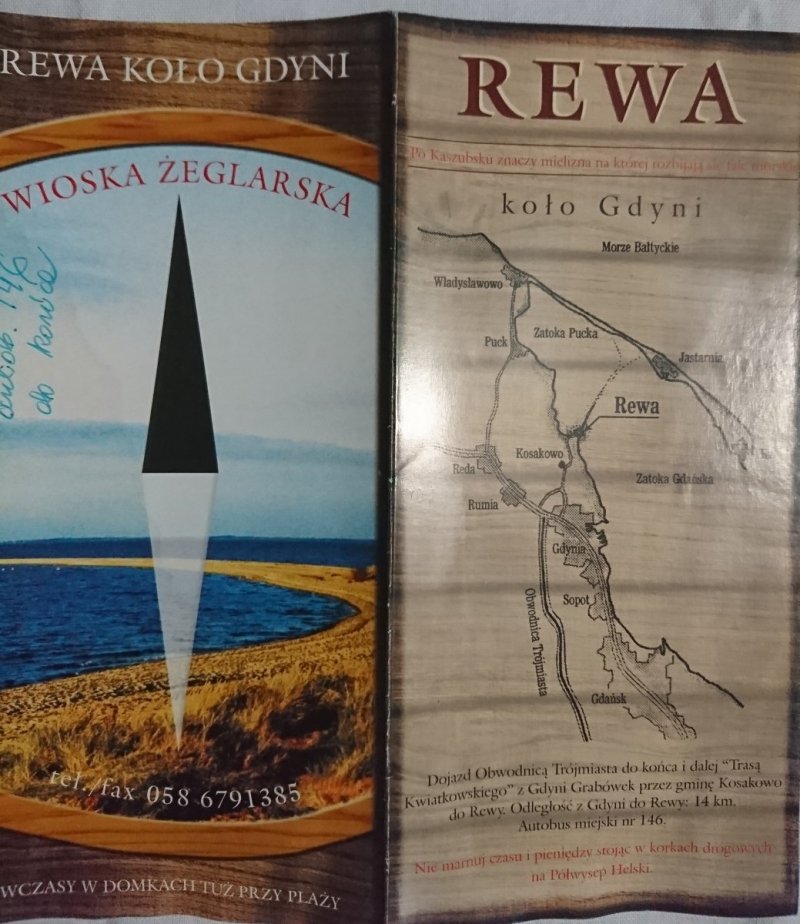 REWA KOŁO GDYNI
WIOSKA ŻEGLARSKA
146
do
tel./fax 058 6791385
WCZASY W DOMKACH TUŻ PRZY PLAŻY
REWA
Po Kaszubsku znaczy mielizna na której rozbijają się fale morskie
koło Gdyni
Morze Bałtyckie
Władysławowo
Zatoka Pucka
Puck
Jastarnia
Rewa
Kosakowo
Reda
Zatoka Gdańska
Rumia
Gdynia
Sopot
Obwodnica Trójmiasta
Gdańsk
Dojazd Obwodnicą Trójmiasta do końca i dalej "Trasą
Kwiatkowskiego" z Gdyni Grabówek przez gminę Kosakowo
do Rewy. Odległość z Gdyni do Rewy: 14 km.
Autobus miejski nr 146.
Nie marnuj czasu i pieniędzy stojąc w korkach drogowych
na Półwysep Helski.